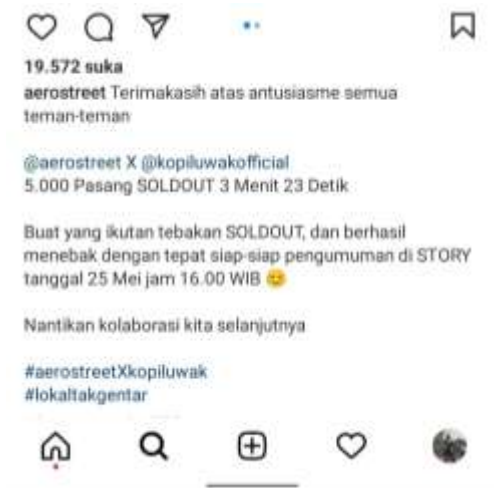 19.572 suka
aerostreet Terimakasih atas antusiasme semua
teman-teman
@aerostreet X @kopiluwakofficial
5.000 Pasang SOLDOUT 3 Menit 23 Detik
Buat yang ikutan tebakan SOLDOUT, dan berhasil
menebak dengan tepat siap-siap pengumuman di STORY
tanggal 25 Mei jam 16.00 WIB 😊
Nantikan kolaborasi kita selanjutnya
#aerostreetXkopiluwak
#lokaltakgentar